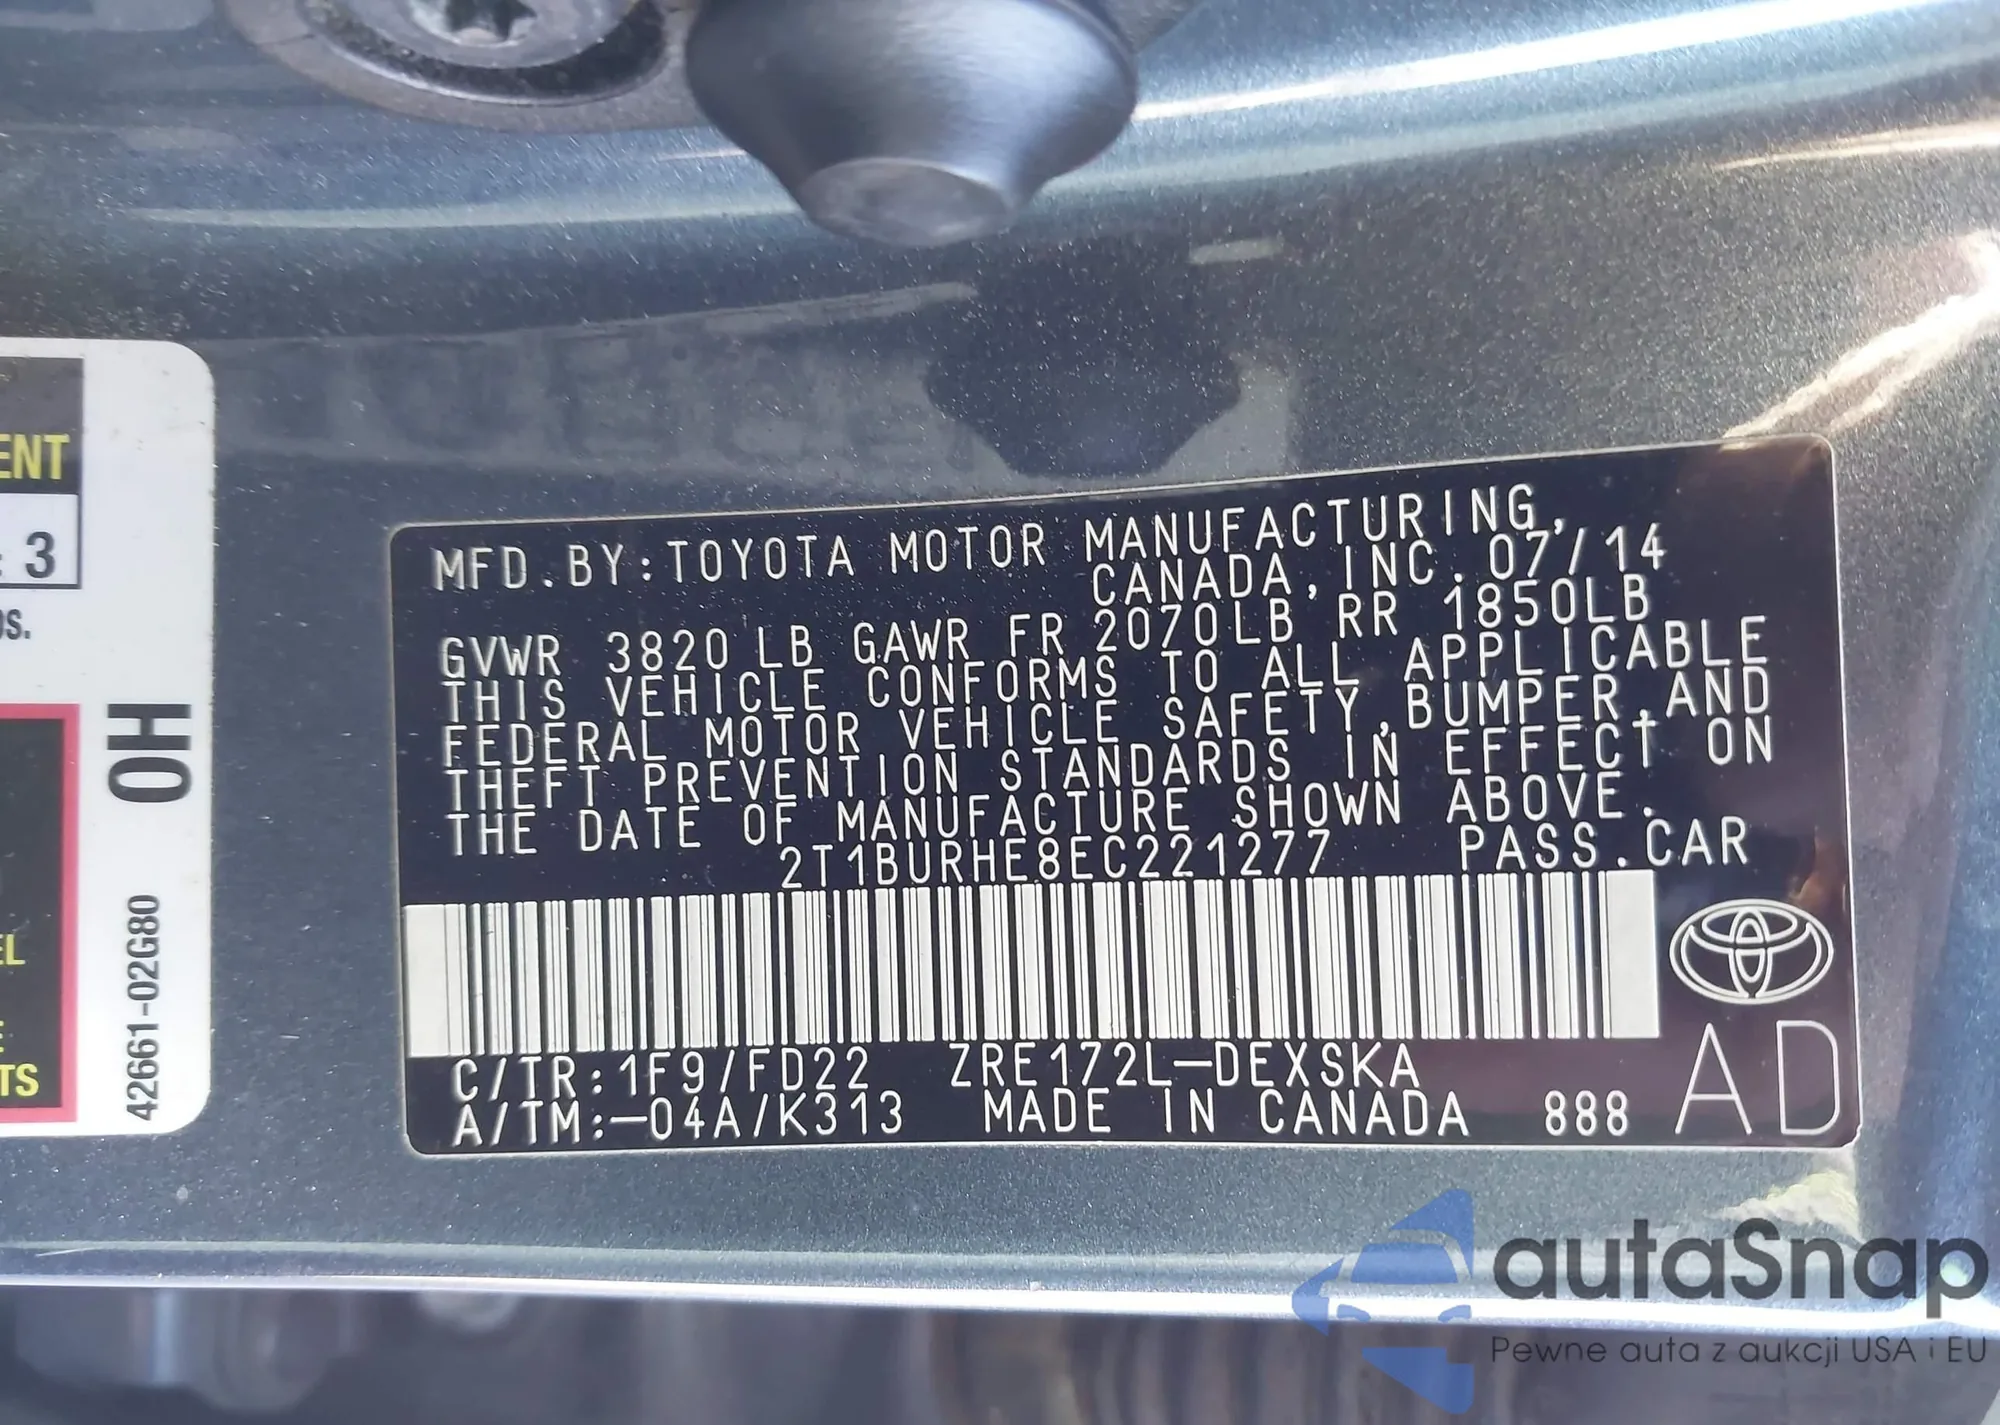 ENT
: 3
OS.
OH
42661-02G80
EL
TS
MFD.BY:TOYOTA MOTOR MANUFACTURING,
CANADA, INC. 07/14
GVWR 3820 LB GAWR FR 2070LB RR 1850LB
THIS VEHICLE CONFORMS TO ALL APPLICABLE
FEDERAL MOTOR VEHICLE SAFETY,BUMPER,AND
THEFT PREVENTION STANDARDS IN EFFECT ON
THE DATE OF MANUFACTURE SHOWN ABOVE.
2T1BURHE8EC221277 PASS.CAR
C/TR:1F9/FD22 ZRE172L-DEXSKA
A/TM:-04A/K313 MADE IN CANADA 888
AD
autaSnap
Pewne auta z aukcji USA i EU